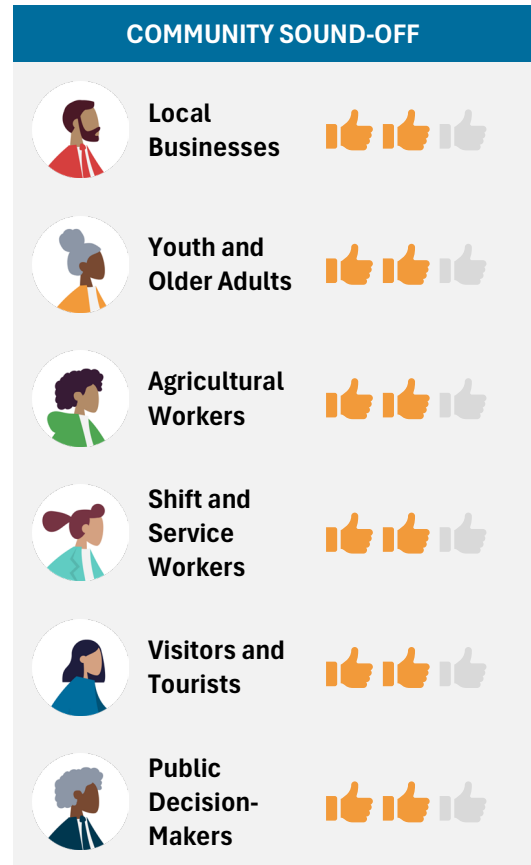 COMMUNITY SOUND-OFF
Local
Businesses
Youth and
Older Adults
Agricultural
Workers
Shift and
Service
Workers
Visitors and
Tourists
Public
Decision-
Makers